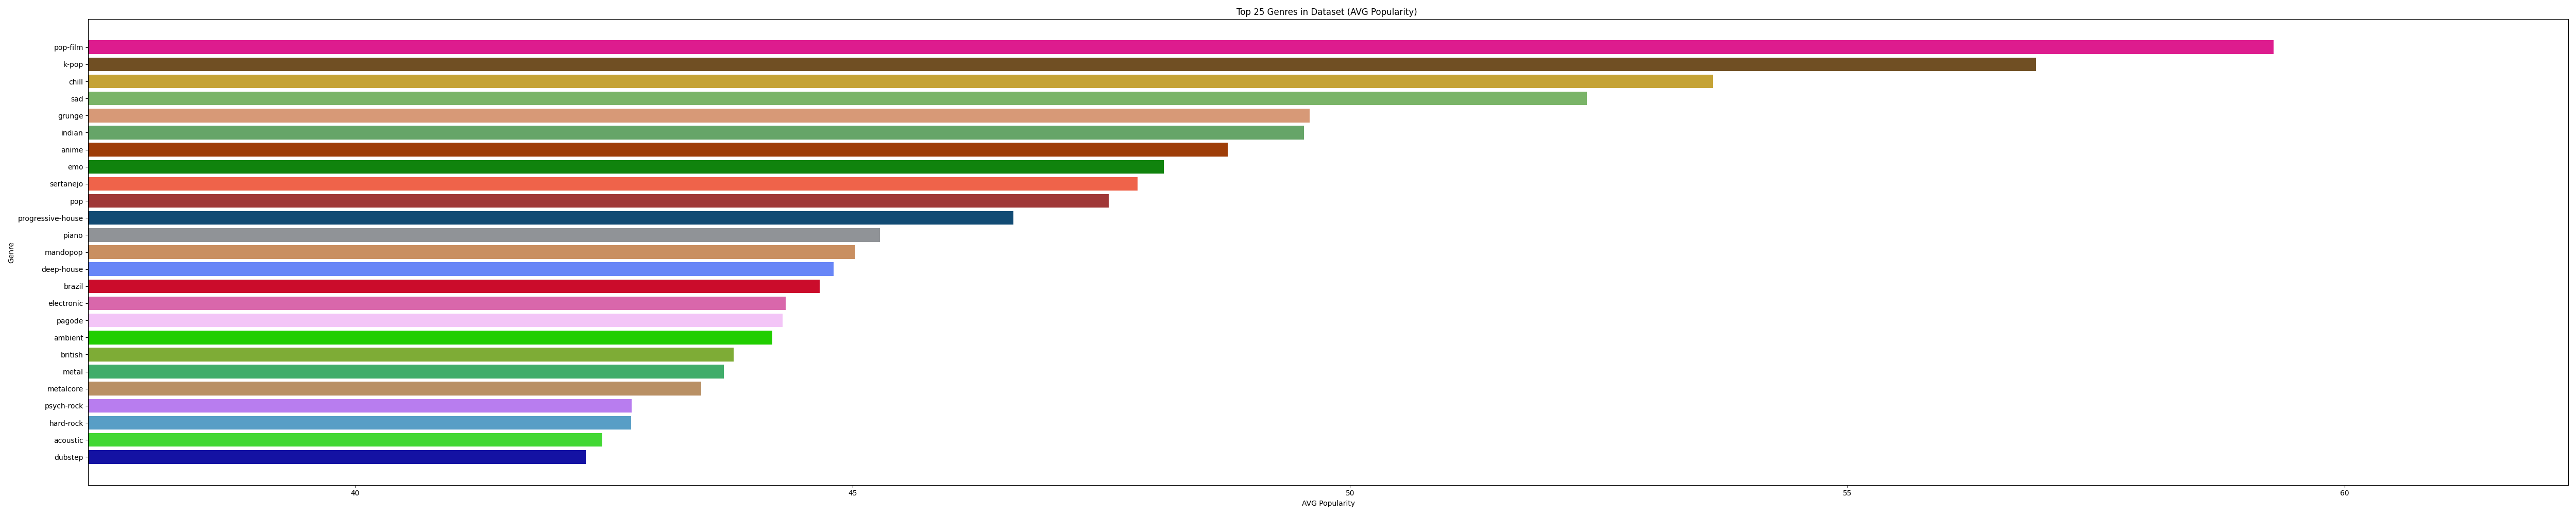 Top 25 Genres in Dataset (AVG Popularity)
Genre
pop-film
k-pop
chill
sad
grunge
indian
anime
emo
sertanejo
pop
progressive-house
piano
mandopop
deep-house
brazil
electronic
pagode
ambient
british
metal
metalcore
psych-rock
hard-rock
acoustic
dubstep
40 45 50 55 60
AVG Popularity